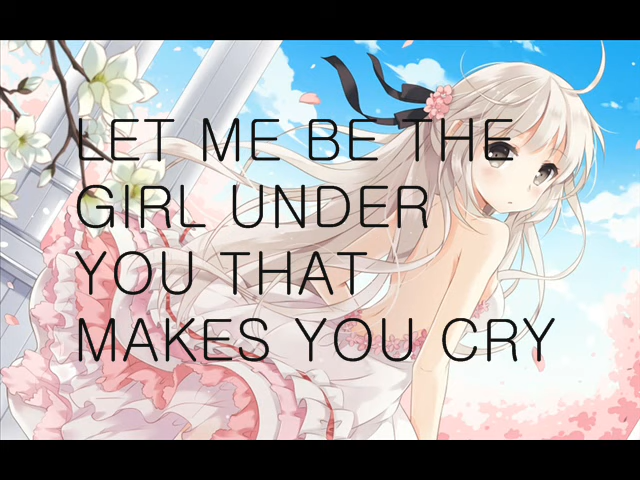 LET ME BE THE
GIRL UNDER
YOU THAT
MAKES YOU CRY